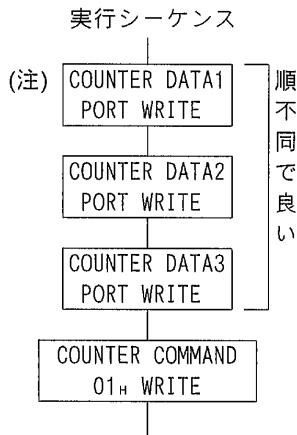 実行シーケンス
(注)
COUNTER DATA1
PORT WRITE
COUNTER DATA2
PORT WRITE
COUNTER DATA3
PORT WRITE
順不同で良い
COUNTER COMMAND
01H WRITE